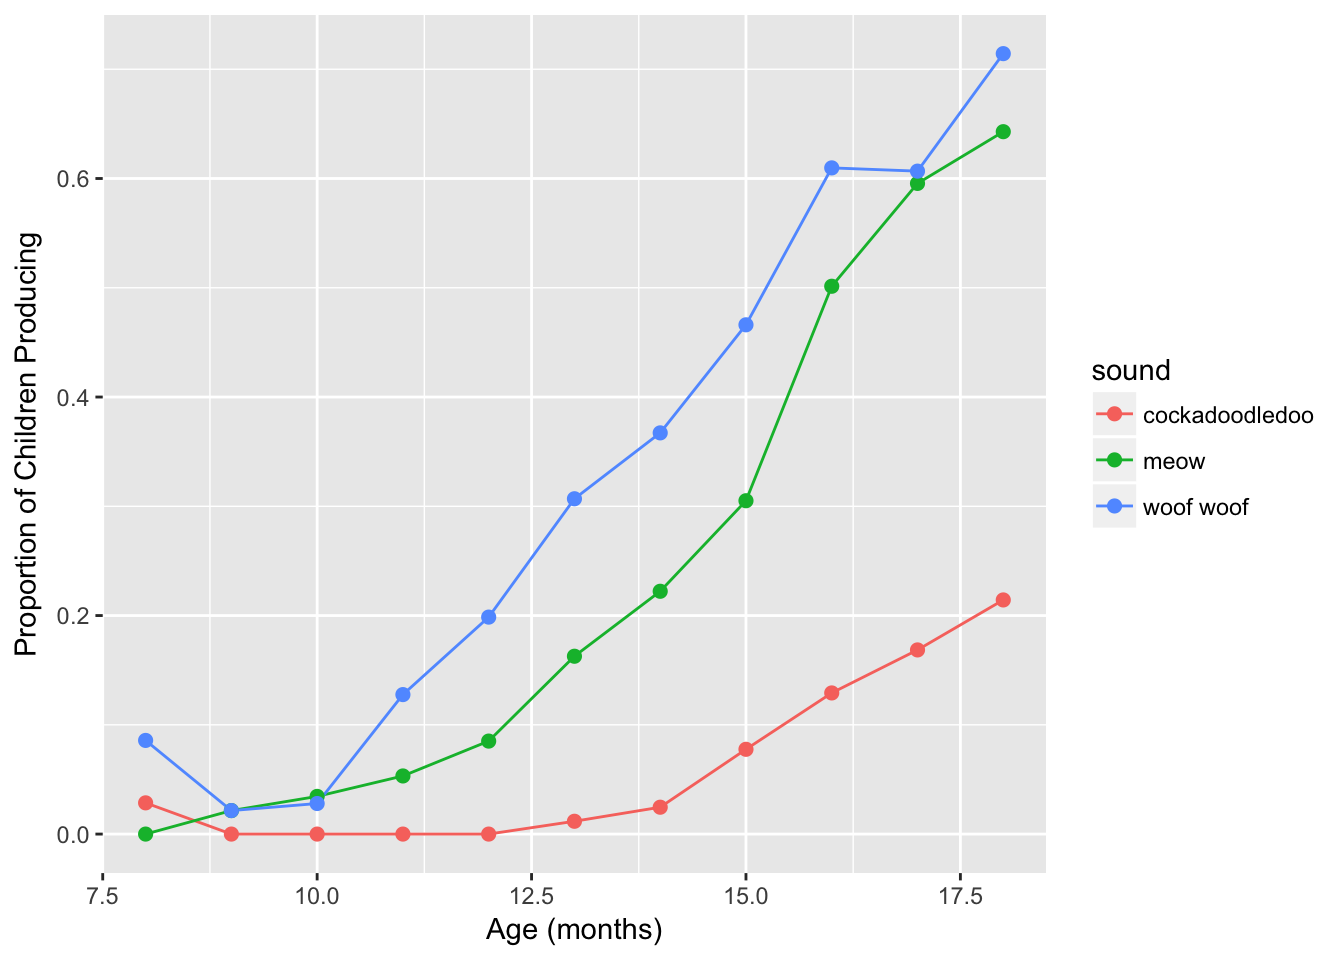 Proportion of Children Producing
0.6
0.4
0.2
0.0
7.5 10.0 12.5 15.0 17.5
Age (months)
sound
cockadoodledoo
meow
woof woof